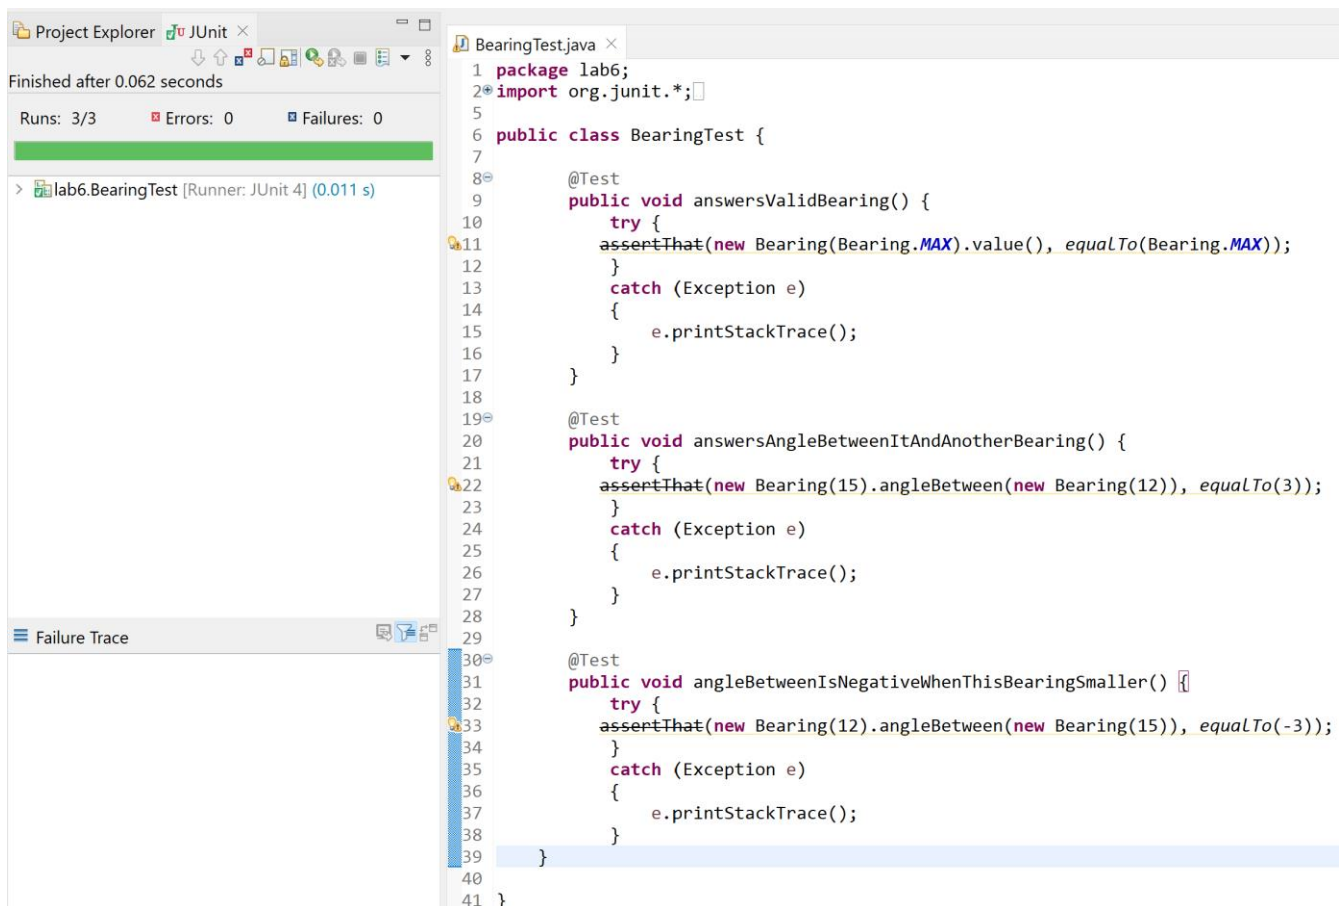 Project Explorer JUnit
Finished after 0.062 seconds
Runs: 3/3 Errors: 0 Failures: 0
lab6.BearingTest [Runner: JUnit 4] (0.011 s)
Failure Trace
BearingTest.java
1 package lab6;
2 import org.junit.*;
5
6 public class BearingTest {
7
8 @Test
9 public void answersValidBearing() {
10 try {
11 assertThat(new Bearing(Bearing.MAX).value(), equalTo(Bearing.MAX));
12 }
13 catch (Exception e)
14 {
15 e.printStackTrace();
16 }
17 }
18
19 @Test
20 public void answersAngleBetweenItAndAnotherBearing() {
21 try {
22 assertThat(new Bearing(15).angleBetween(new Bearing(12)), equalTo(3));
23 }
24 catch (Exception e)
25 {
26 e.printStackTrace();
27 }
28 }
29
30 @Test
31 public void angleBetweenIsNegativeWhenThisBearingSmaller() {
32 try {
33 assertThat(new Bearing(12).angleBetween(new Bearing(15)), equalTo(-3));
34 }
35 catch (Exception e)
36 {
37 e.printStackTrace();
38 }
39 }
40
41 }